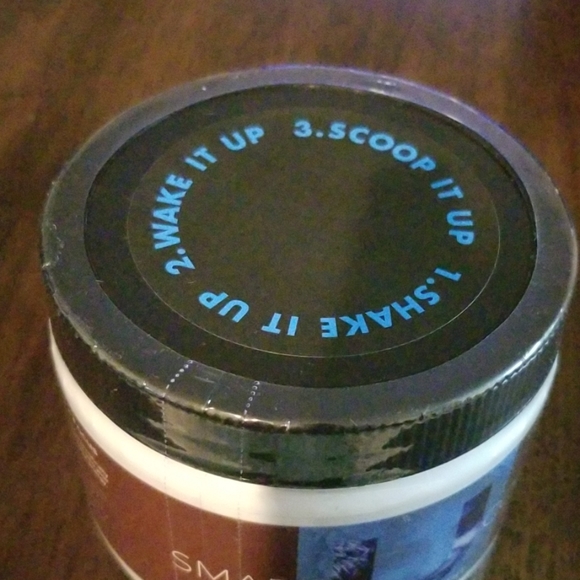 1.SHAKE IT UP
2.WAKE IT UP
3.SCOOP IT UP